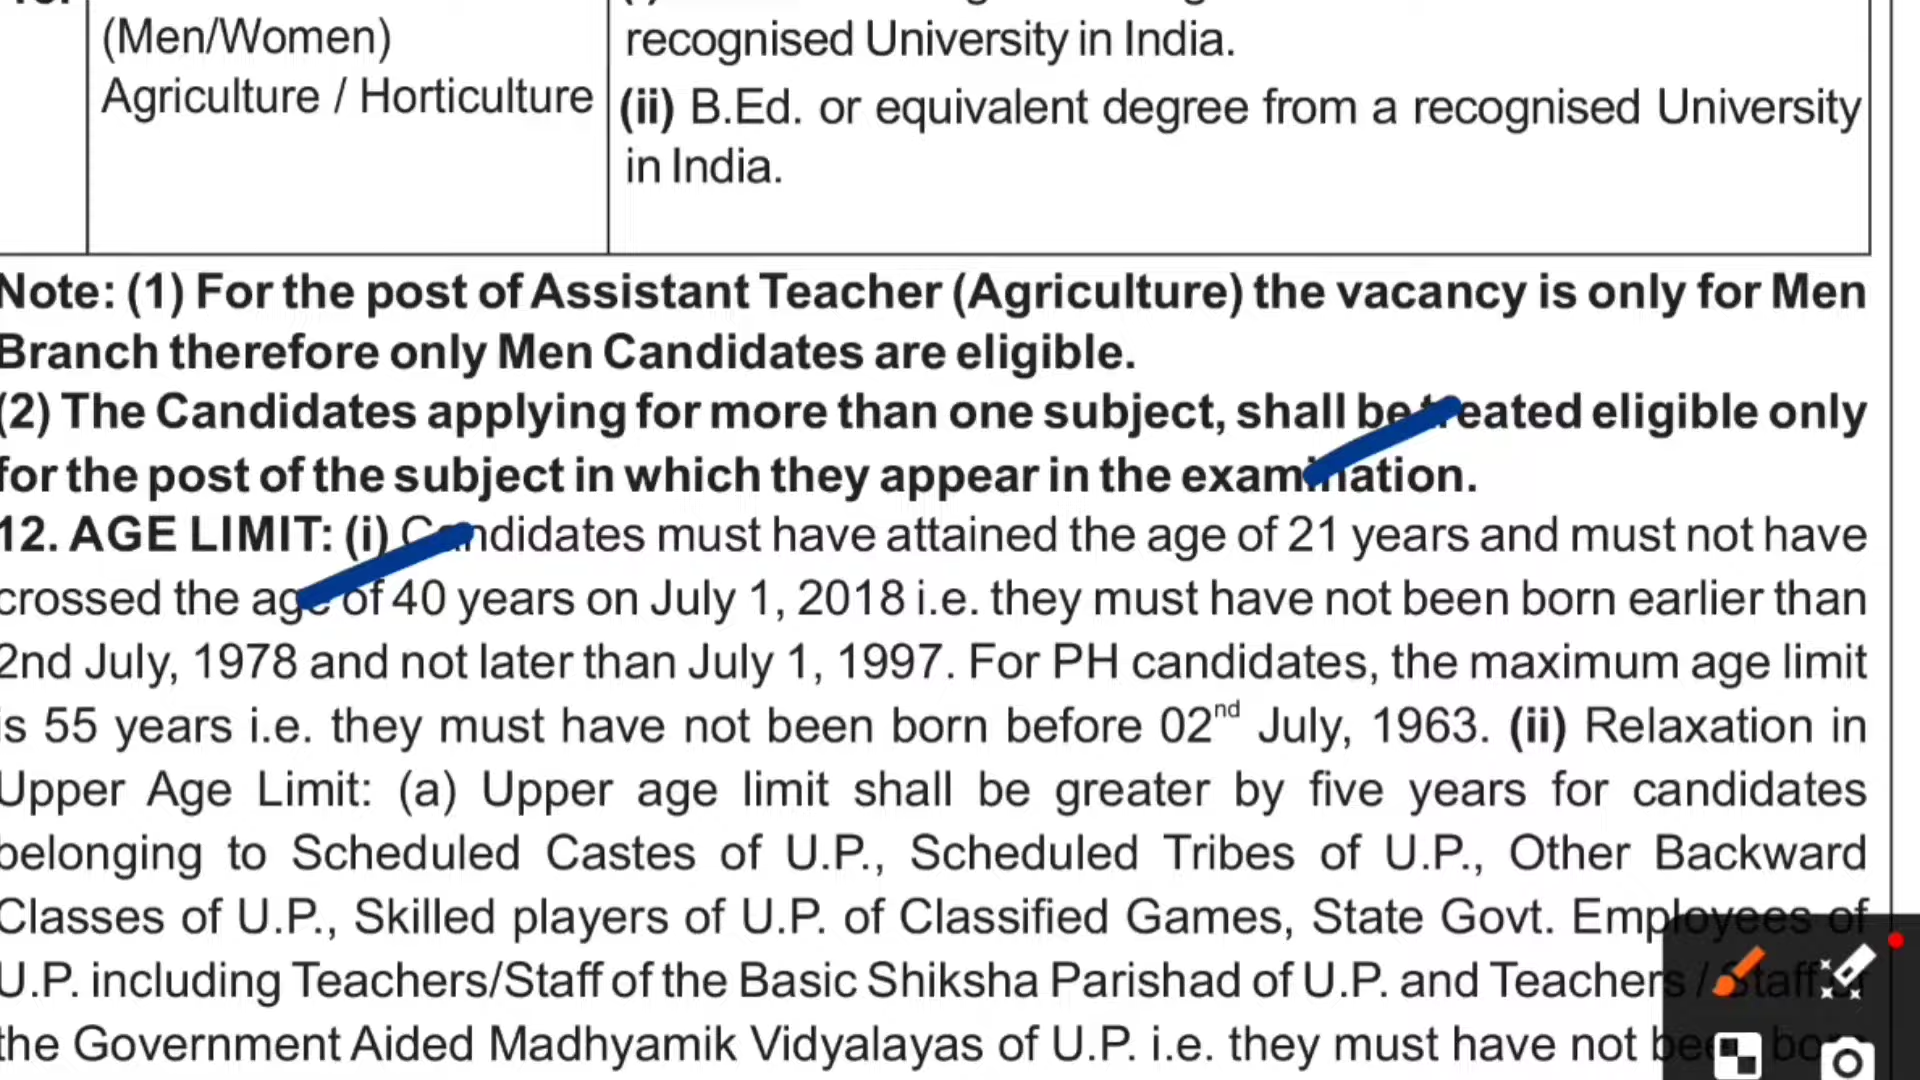 (Men/Women)
recognised University in India.
Agriculture / Horticulture
(ii) B.Ed. or equivalent degree from a recognised University
in India.
Note: (1) For the post of Assistant Teacher (Agriculture) the vacancy is only for Men
Branch therefore only Men Candidates are eligible.
(2) The Candidates applying for more than one subject, shall be treated eligible only
for the post of the subject in which they appear in the examination.
12. AGE LIMIT: (i) Candidates must have attained the age of 21 years and must not have
crossed the age of 40 years on July 1, 2018 i.e. they must have not been born earlier than
2nd July, 1978 and not later than July 1, 1997. For PH candidates, the maximum age limit
is 55 years i.e. they must have not been born before 02nd July, 1963. (ii) Relaxation in
Upper Age Limit: (a) Upper age limit shall be greater by five years for candidates
belonging to Scheduled Castes of U.P., Scheduled Tribes of U.P., Other Backward
Classes of U.P., Skilled players of U.P. of Classified Games, State Govt. Employees of
U.P. including Teachers/Staff of the Basic Shiksha Parishad of U.P. and Teachers / Staff
the Government Aided Madhyamik Vidyalayas of U.P. i.e. they must have not been